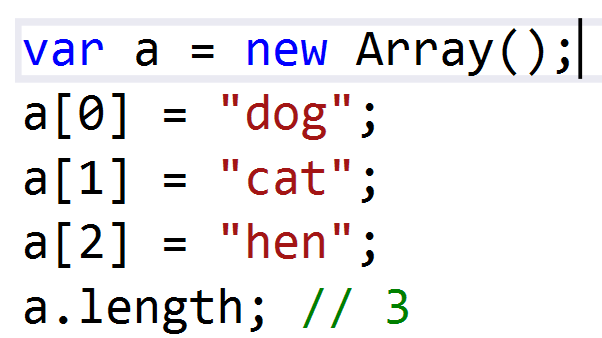 var a = new Array();
a[0] = "dog";
a[1] = "cat";
a[2] = "hen";
a.length; // 3